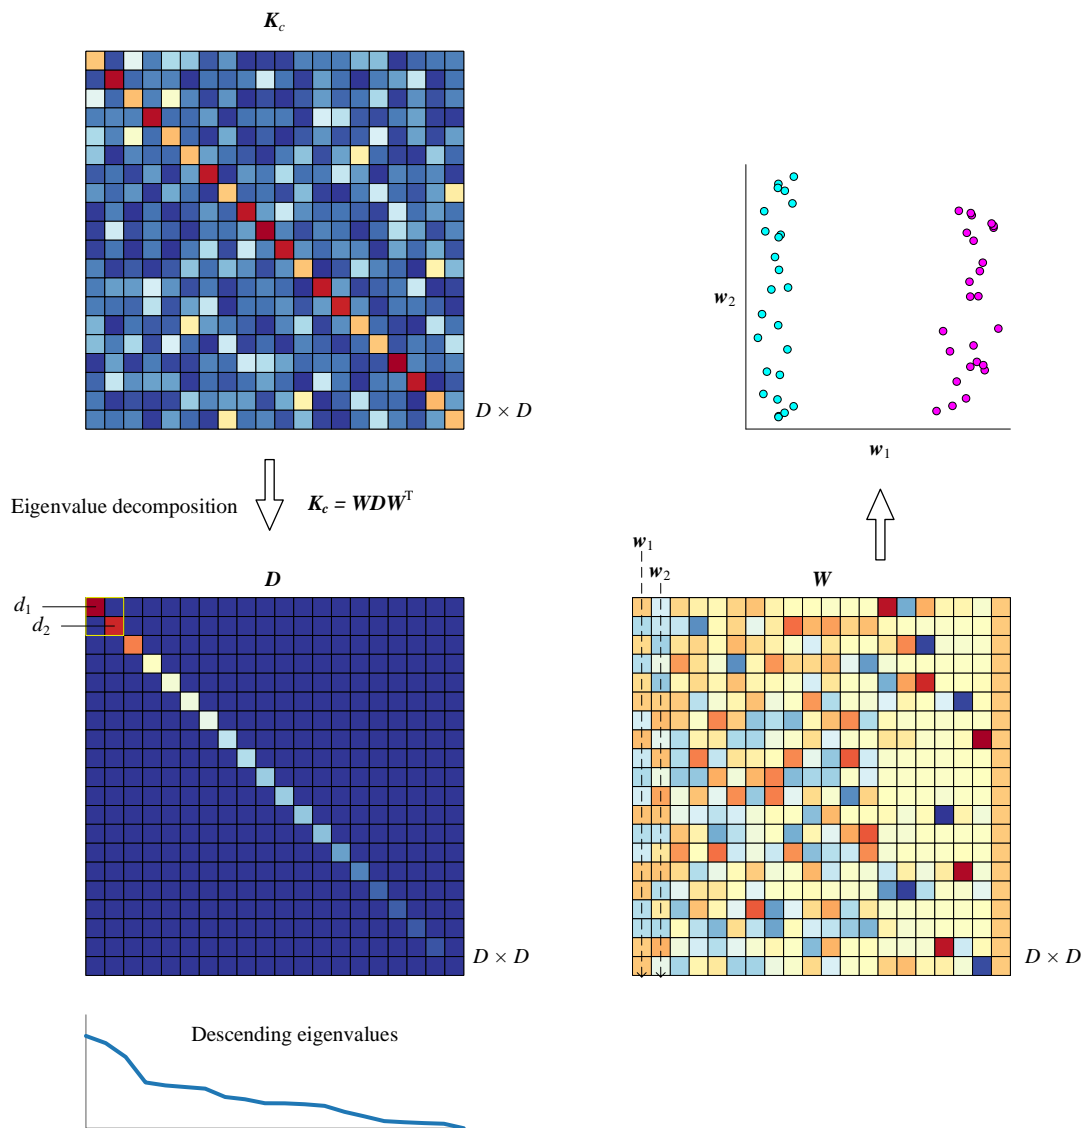 K_c
D × D
w_2
w_1
Eigenvalue decomposition
K_c = WDW^T
D
d_1
d_2
D × D
w_1
w_2
W
D × D
Descending eigenvalues